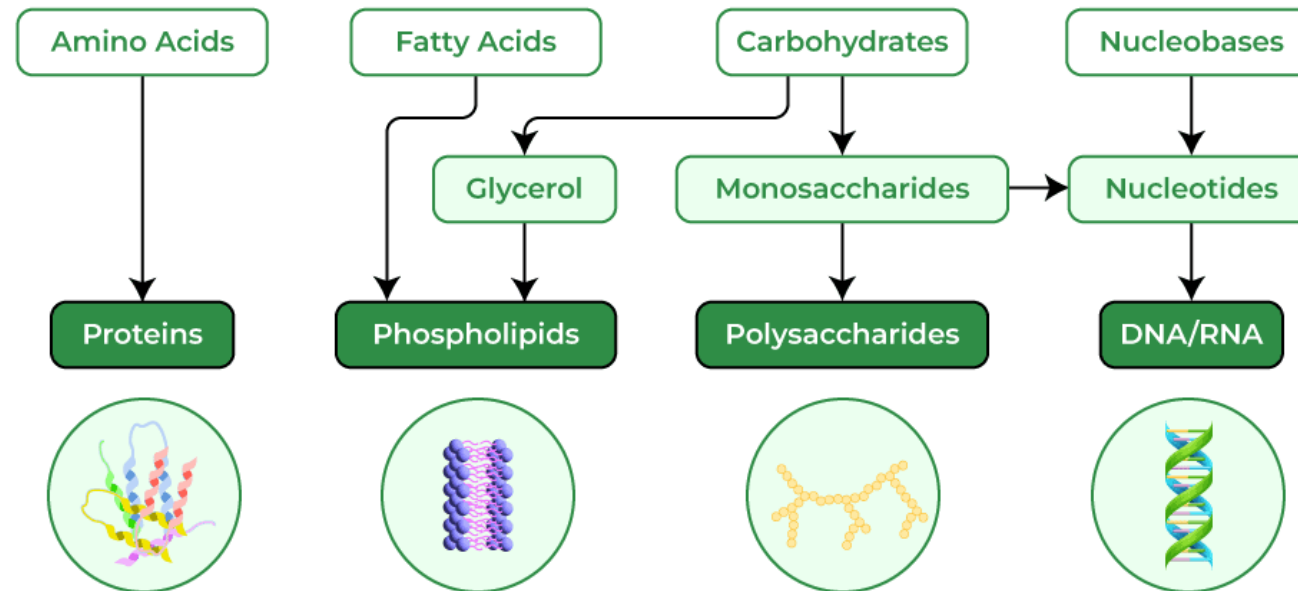 Amino Acids
Fatty Acids
Carbohydrates
Nucleobases
Glycerol
Monosaccharides
Nucleotides
Proteins
Phospholipids
Polysaccharides
DNA/RNA